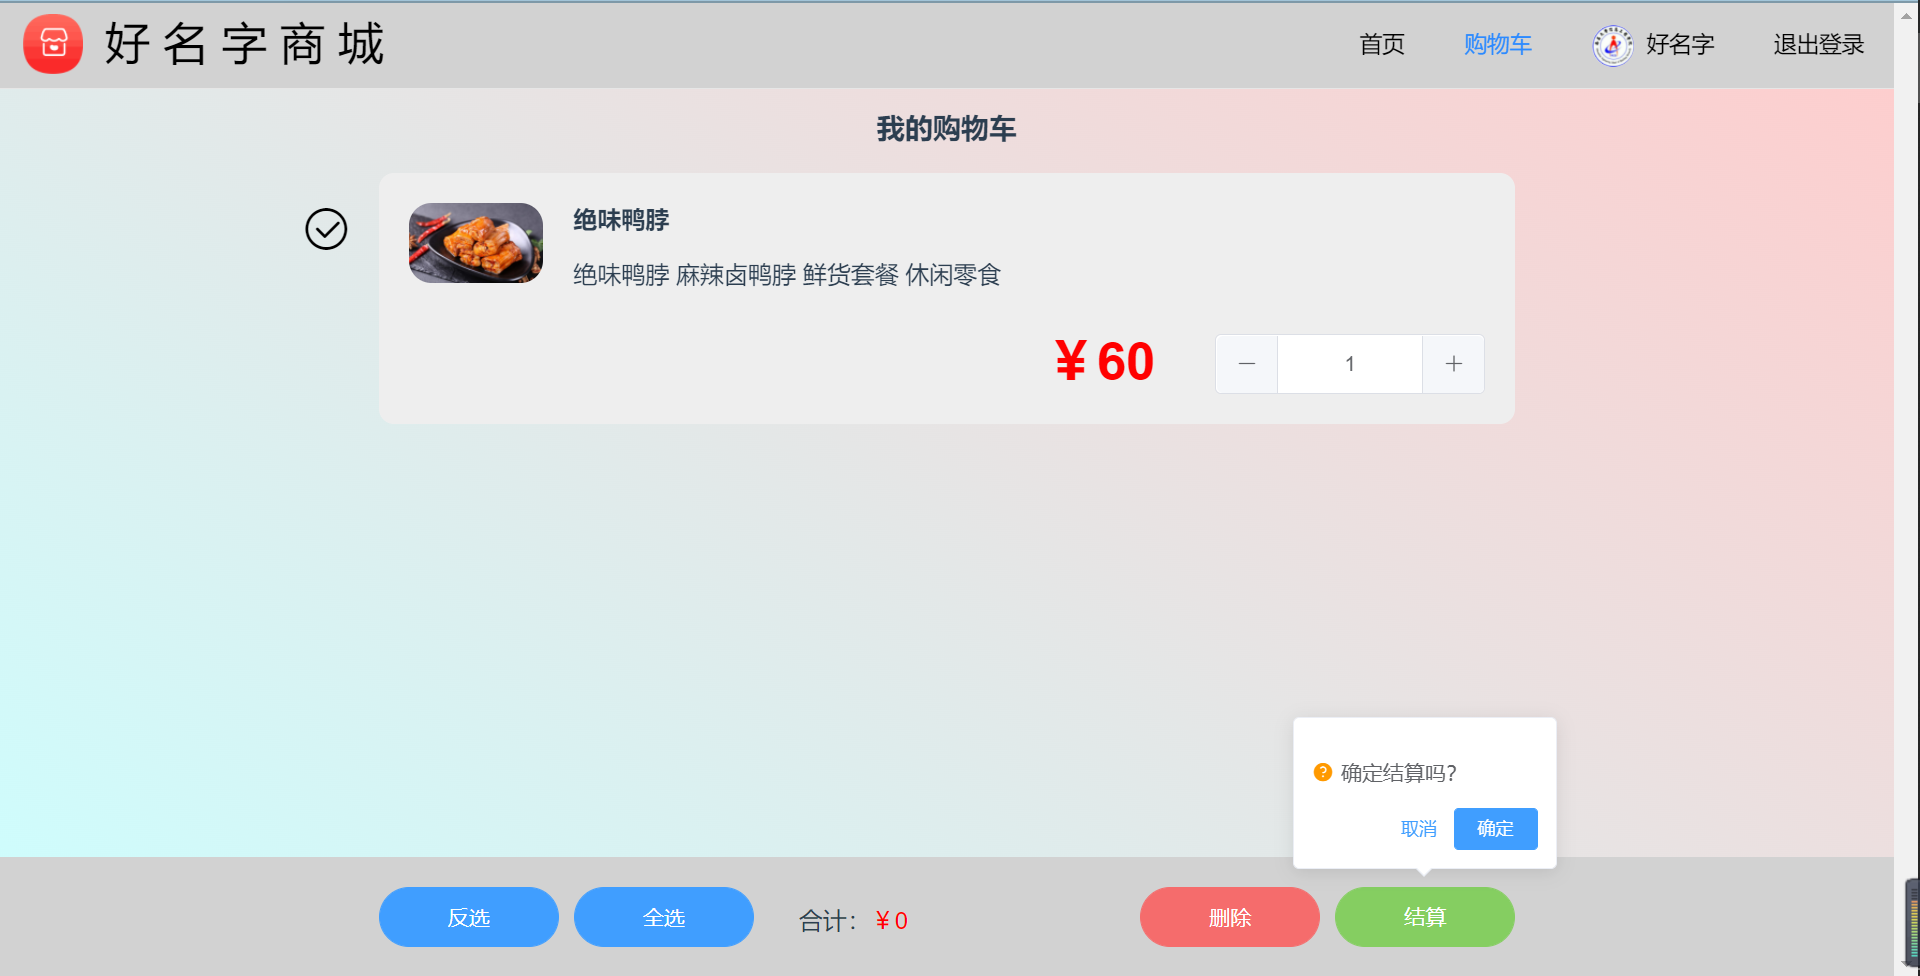 好名字商城
首页 购物车 好名字 退出登录
我的购物车
绝味鸭脖
绝味鸭脖 麻辣卤鸭脖 鲜货套餐 休闲零食
¥ 60
1
确定结算吗？
取消 确定
反选 全选 合计： ¥ 0 删除 结算